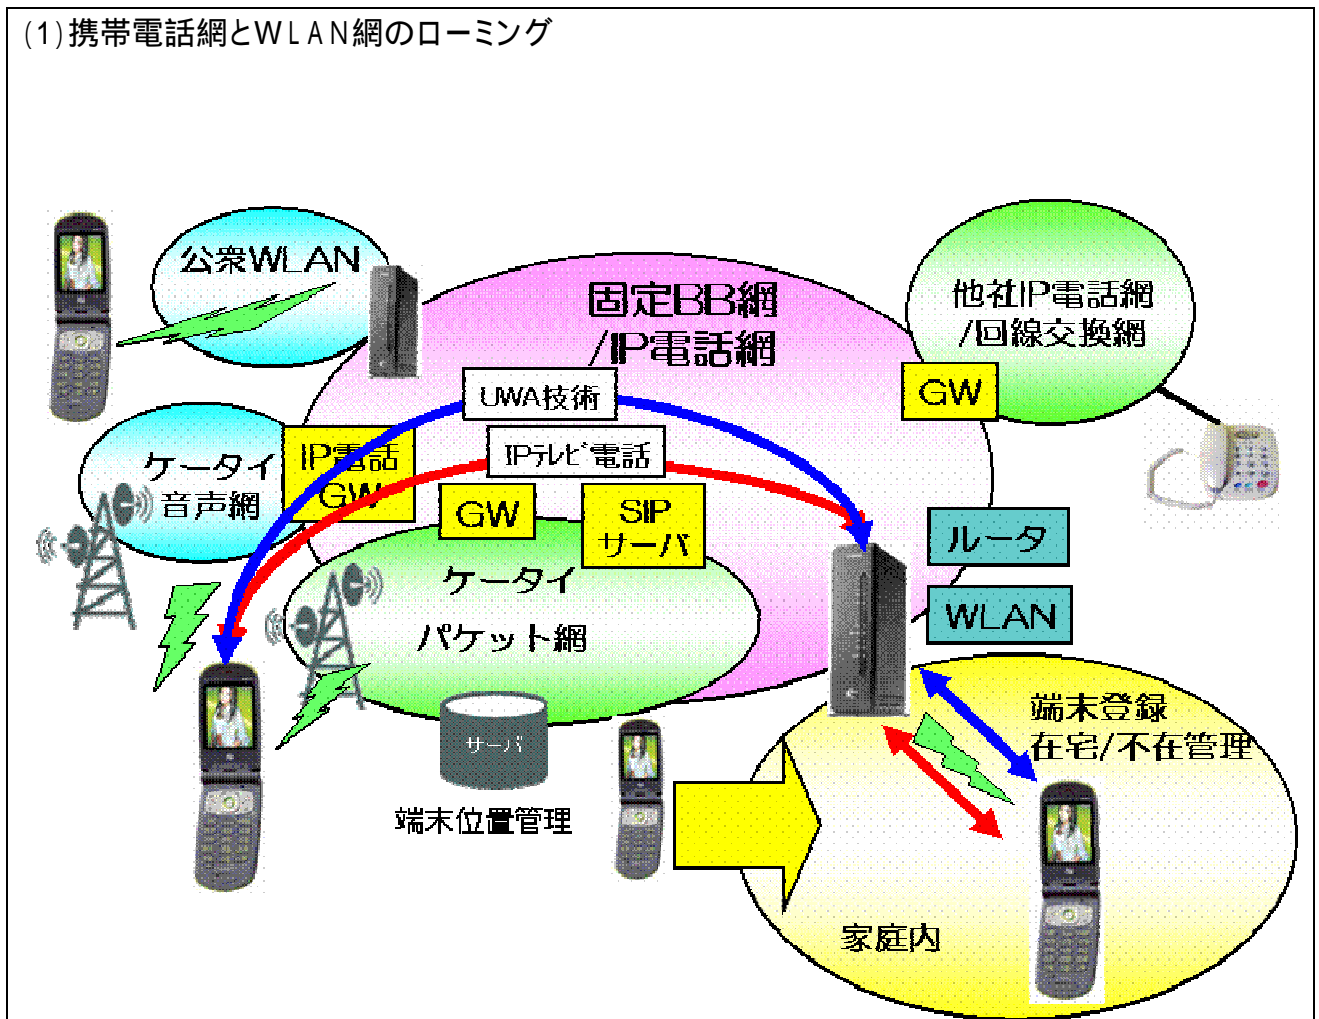 (1)携帯電話網とWLAN網のローミング
公衆WLAN
固定BB網
/IP電話網
他社IP電話網
/回線交換網
GW
UWA技術
IPﾃﾚﾋﾞ電話
ケータイ
音声網
IP電話
GW
GW
SIP
サーバ
ルータ
WLAN
ケータイ
パケット網
サーバ
端末位置管理
端末登録
在宅/不在管理
家庭内